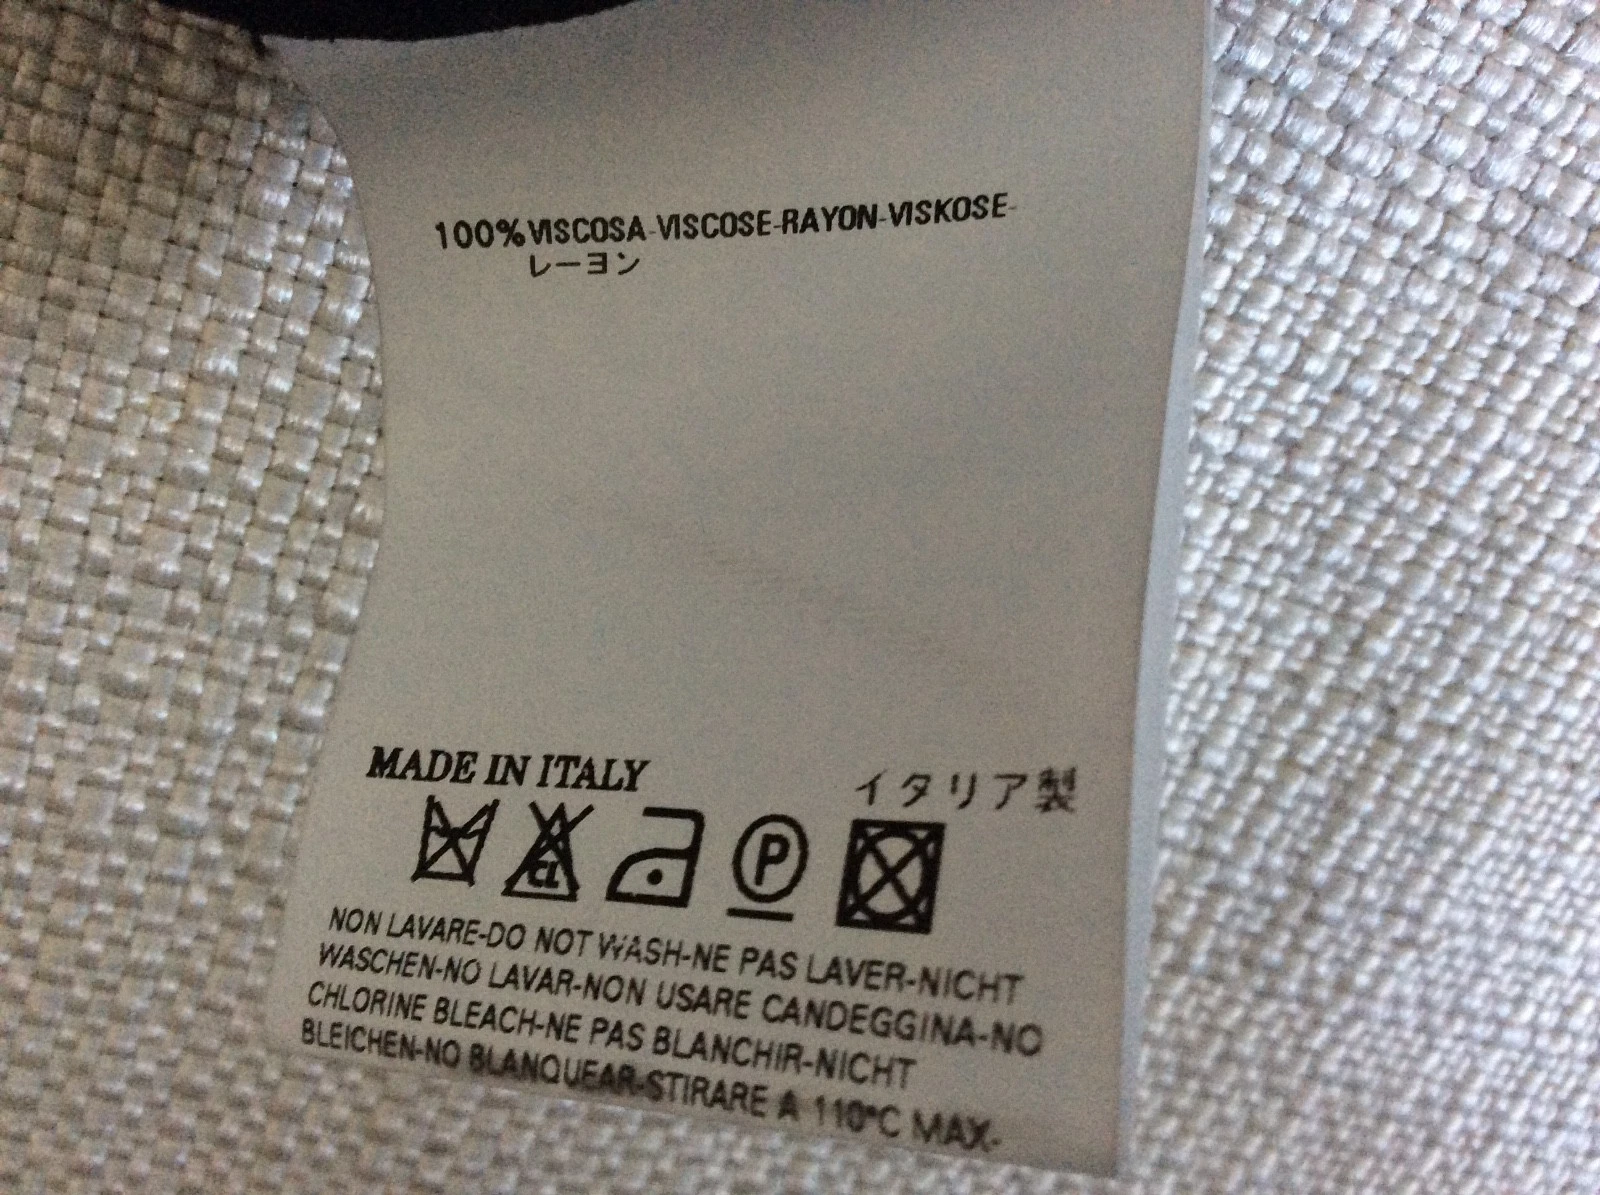 100% VISCOSA-VISCOSE-RAYON-VISKOSE-
レーヨン
MADE IN ITALY
イタリア製
CL
P
NON LAVARE-DO NOT WASH-NE PAS LAVER-NICHT
WASCHEN-NO LAVAR-NON USARE CANDEGGINA-NO
CHLORINE BLEACH-NE PAS BLANCHIR-NICHT
BLEICHEN-NO BLANQUEAR-STIRARE A 110°C MAX-